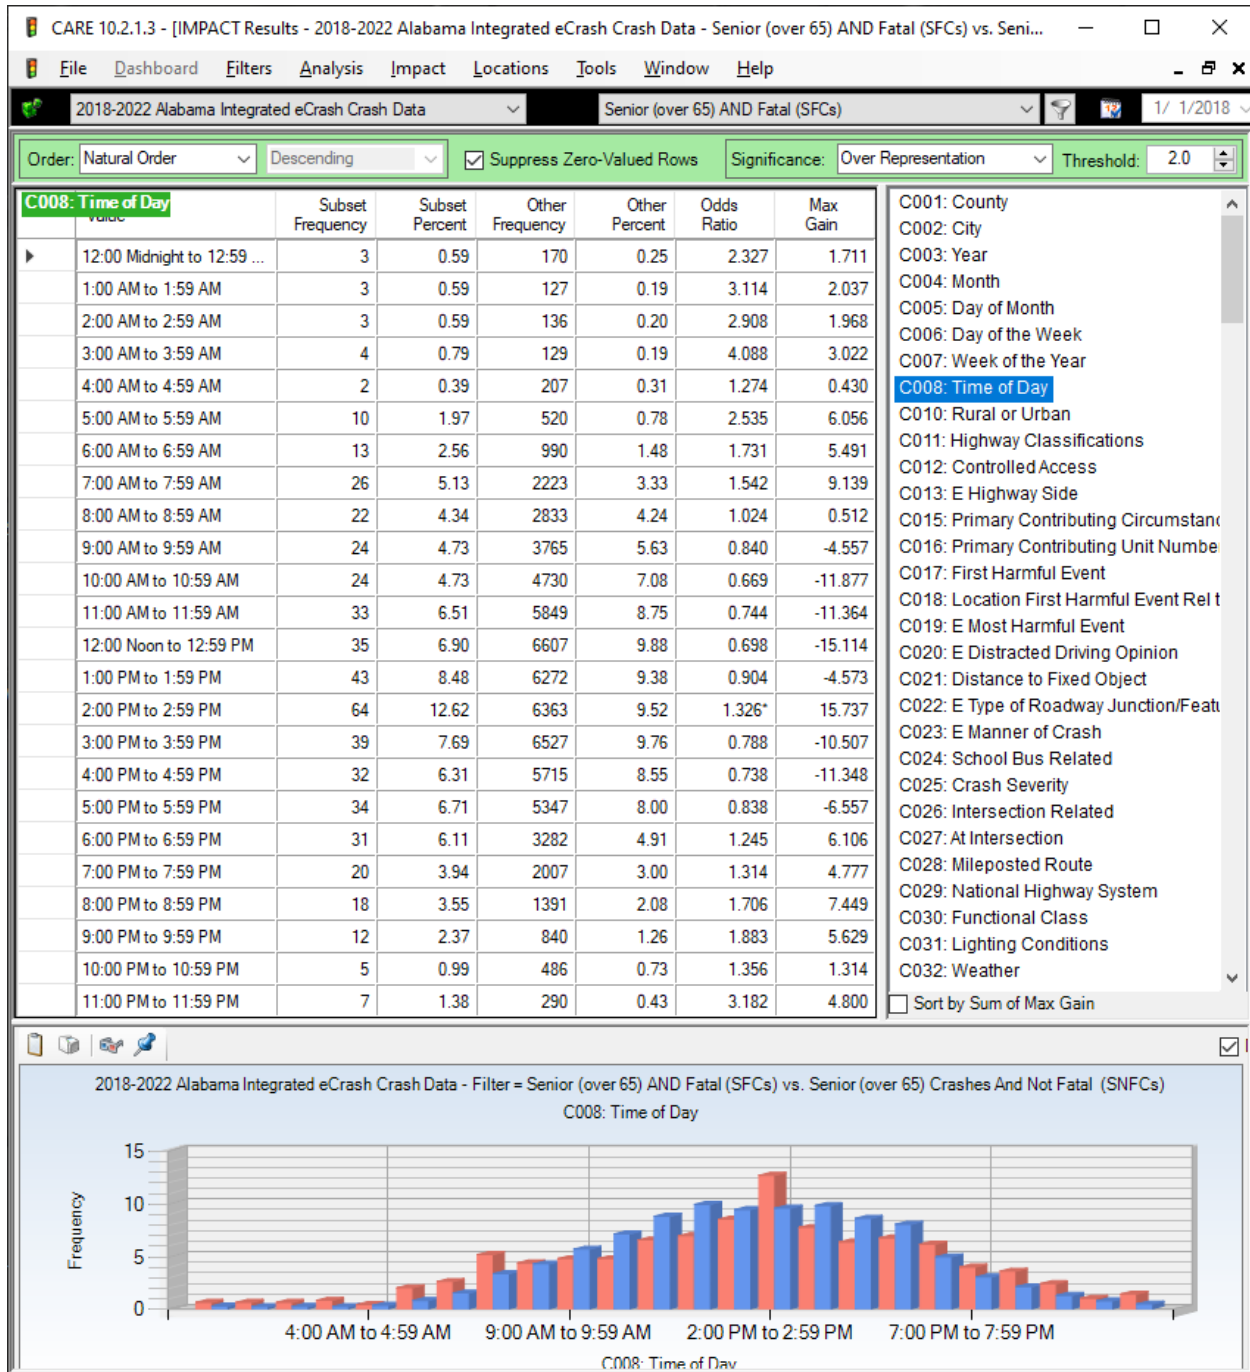 CARE 10.2.1.3 - [IMPACT Results - 2018-2022 Alabama Integrated eCrash Crash Data - Senior (over 65) AND Fatal (SFCs) vs. Seni...
File Dashboard Filters Analysis Impact Locations Tools Window Help
2018-2022 Alabama Integrated eCrash Crash Data Senior (over 65) AND Fatal (SFCs) 1/ 1/2018
Order: Natural Order Descending Suppress Zero-Valued Rows Significance: Over Representation Threshold: 2.0
C008: Time of Day Subset Frequency Subset Percent Other Frequency Other Percent Odds Ratio Max Gain
12:00 Midnight to 12:59 ... 3 0.59 170 0.25 2.327 1.711
1:00 AM to 1:59 AM 3 0.59 127 0.19 3.114 2.037
2:00 AM to 2:59 AM 3 0.59 136 0.20 2.908 1.968
3:00 AM to 3:59 AM 4 0.79 129 0.19 4.088 3.022
4:00 AM to 4:59 AM 2 0.39 207 0.31 1.274 0.430
5:00 AM to 5:59 AM 10 1.97 520 0.78 2.535 6.056
6:00 AM to 6:59 AM 13 2.56 990 1.48 1.731 5.491
7:00 AM to 7:59 AM 26 5.13 2223 3.33 1.542 9.139
8:00 AM to 8:59 AM 22 4.34 2833 4.24 1.024 0.512
9:00 AM to 9:59 AM 24 4.73 3765 5.63 0.840 -4.557
10:00 AM to 10:59 AM 24 4.73 4730 7.08 0.669 -11.877
11:00 AM to 11:59 AM 33 6.51 5849 8.75 0.744 -11.364
12:00 Noon to 12:59 PM 35 6.90 6607 9.88 0.698 -15.114
1:00 PM to 1:59 PM 43 8.48 6272 9.38 0.904 -4.573
2:00 PM to 2:59 PM 64 12.62 6363 9.52 1.326* 15.737
3:00 PM to 3:59 PM 39 7.69 6527 9.76 0.788 -10.507
4:00 PM to 4:59 PM 32 6.31 5715 8.55 0.738 -11.348
5:00 PM to 5:59 PM 34 6.71 5347 8.00 0.838 -6.557
6:00 PM to 6:59 PM 31 6.11 3282 4.91 1.245 6.106
7:00 PM to 7:59 PM 20 3.94 2007 3.00 1.314 4.777
8:00 PM to 8:59 PM 18 3.55 1391 2.08 1.706 7.449
9:00 PM to 9:59 PM 12 2.37 840 1.26 1.883 5.629
10:00 PM to 10:59 PM 5 0.99 486 0.73 1.356 1.314
11:00 PM to 11:59 PM 7 1.38 290 0.43 3.182 4.800
C001: County
C002: City
C003: Year
C004: Month
C005: Day of Month
C006: Day of the Week
C007: Week of the Year
C008: Time of Day
C010: Rural or Urban
C011: Highway Classifications
C012: Controlled Access
C013: E Highway Side
C015: Primary Contributing Circumstanc
C016: Primary Contributing Unit Numbe
C017: First Harmful Event
C018: Location First Harmful Event Rel t
C019: E Most Harmful Event
C020: E Distracted Driving Opinion
C021: Distance to Fixed Object
C022: E Type of Roadway Junction/Featu
C023: E Manner of Crash
C024: School Bus Related
C025: Crash Severity
C026: Intersection Related
C027: At Intersection
C028: Mileposted Route
C029: National Highway System
C030: Functional Class
C031: Lighting Conditions
C032: Weather
Sort by Sum of Max Gain
2018-2022 Alabama Integrated eCrash Crash Data - Filter = Senior (over 65) AND Fatal (SFCs) vs. Senior (over 65) Crashes And Not Fatal (SNFCs)
C008: Time of Day
Frequency
15
10
5
0
4:00 AM to 4:59 AM 9:00 AM to 9:59 AM 2:00 PM to 2:59 PM 7:00 PM to 7:59 PM
C008: Time of Day